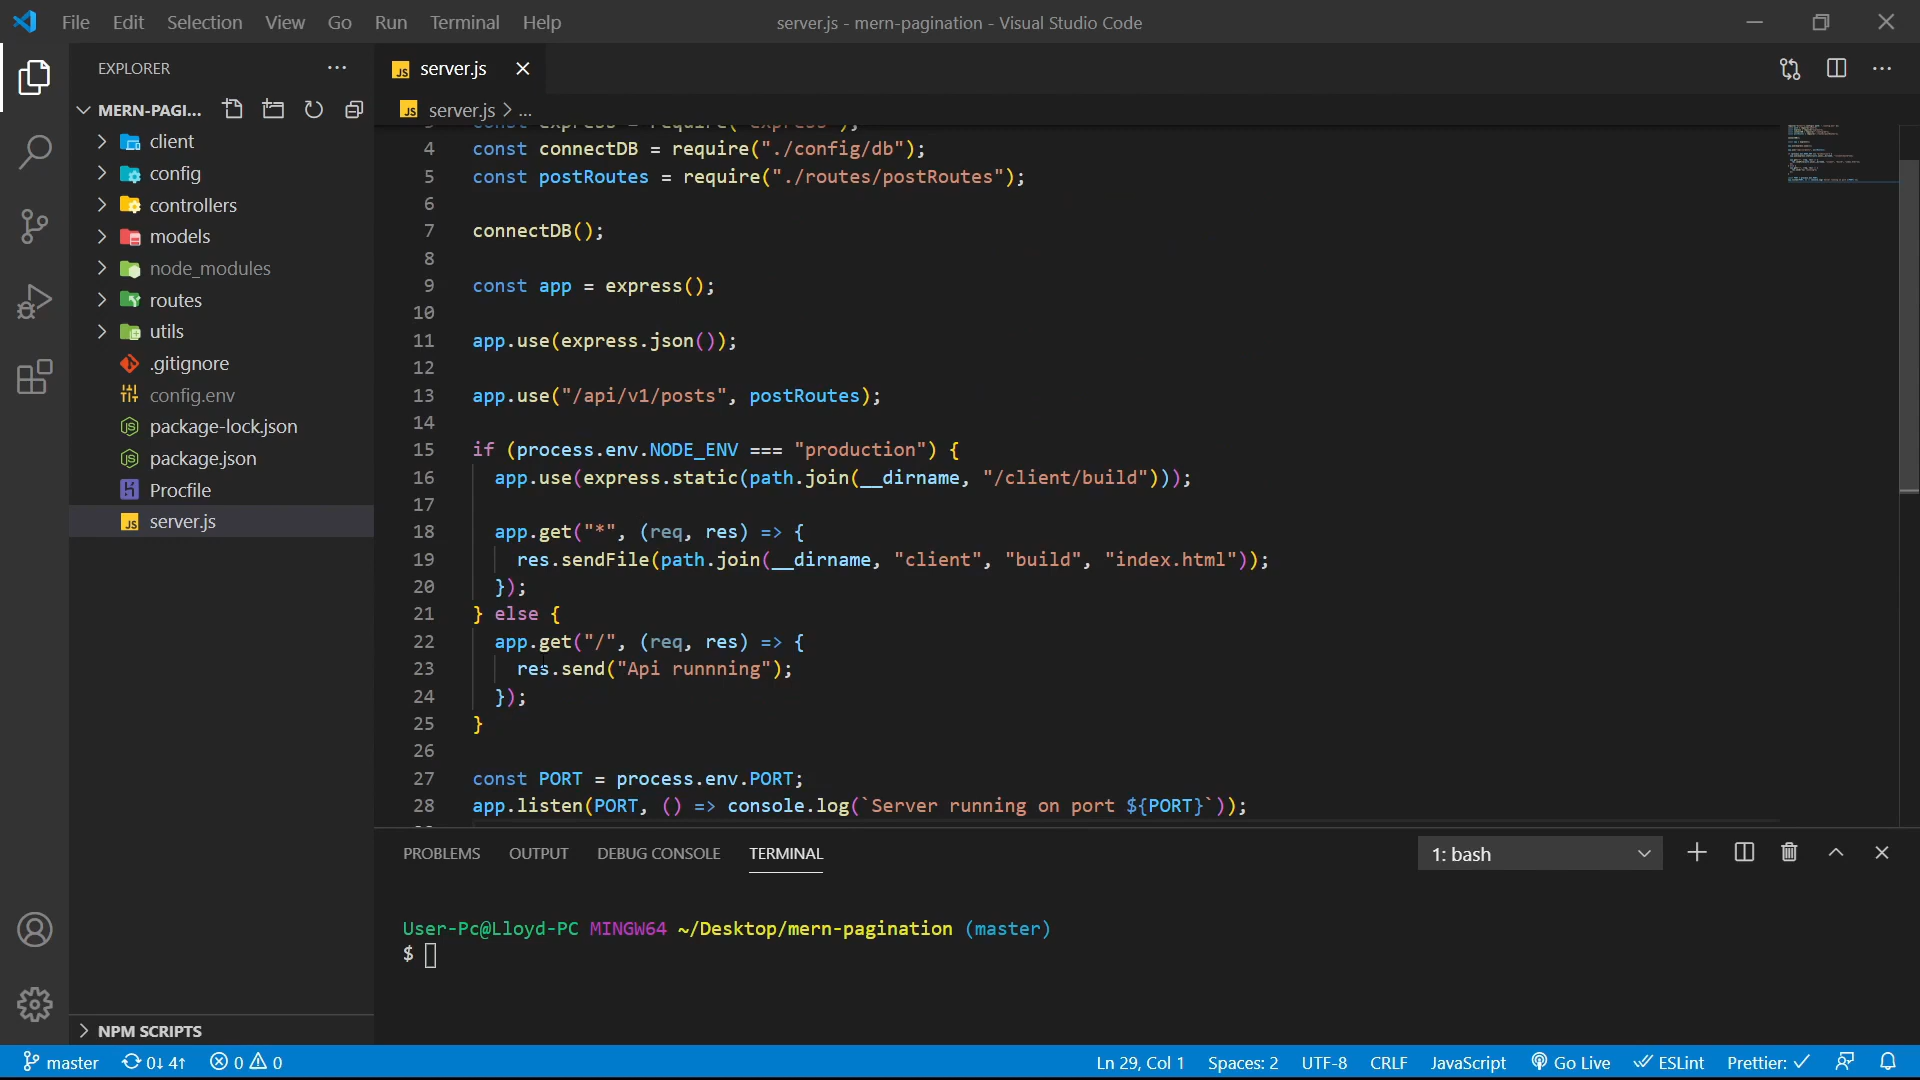 File Edit Selection View Go Run Terminal Help
server.js - mern-pagination - Visual Studio Code
EXPLORER
MERN-PAGI...
client
config
controllers
models
node_modules
routes
utils
.gitignore
config.env
package-lock.json
package.json
Procfile
server.js
NPM SCRIPTS
server.js
server.js > ...
3 const express = require("express");
4 const connectDB = require("./config/db");
5 const postRoutes = require("./routes/postRoutes");
6
7 connectDB();
8
9 const app = express();
10
11 app.use(express.json());
12
13 app.use("/api/v1/posts", postRoutes);
14
15 if (process.env.NODE_ENV === "production") {
16 app.use(express.static(path.join(__dirname, "/client/build")));
17
18 app.get("*", (req, res) => {
19 res.sendFile(path.join(__dirname, "client", "build", "index.html"));
20 });
21 } else {
22 app.get("/", (req, res) => {
23 res.send("Api runnning");
24 });
25 }
26
27 const PORT = process.env.PORT;
28 app.listen(PORT, () => console.log(`Server running on port ${PORT}`));
PROBLEMS OUTPUT DEBUG CONSOLE TERMINAL
1: bash
User-Pc@Lloyd-PC MINGW64 ~/Desktop/mern-pagination (master)
$
master 0↓ 4↑ 0 0
Ln 29, Col 1 Spaces: 2 UTF-8 CRLF JavaScript Go Live ESLint Prettier: ✓